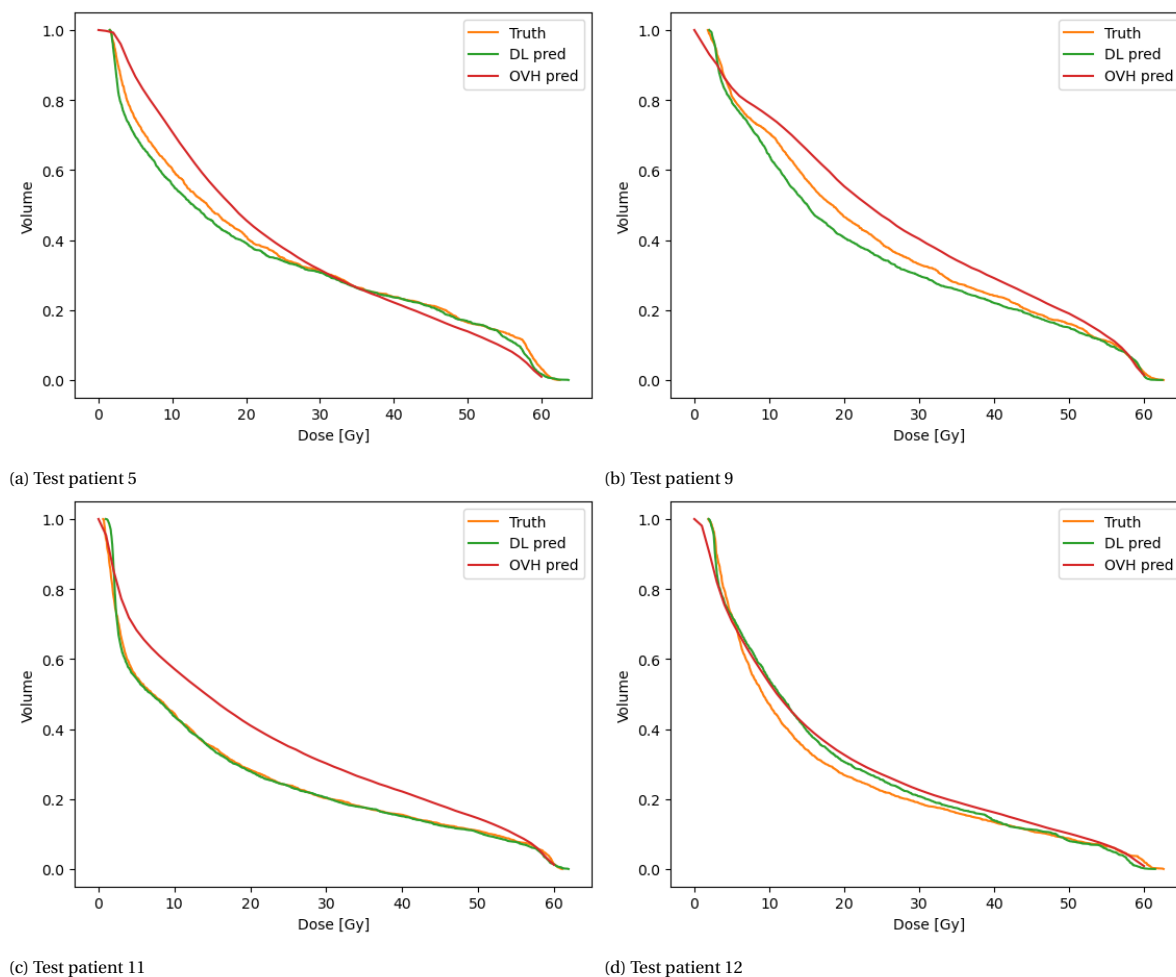 1.0
0.8
0.6
0.4
0.2
0.0
Volume
0 10 20 30 40 50 60
Dose [Gy]
Truth
DL pred
OVH pred
(a) Test patient 5
1.0
0.8
0.6
0.4
0.2
0.0
Volume
0 10 20 30 40 50 60
Dose [Gy]
Truth
DL pred
OVH pred
(b) Test patient 9
1.0
0.8
0.6
0.4
0.2
0.0
Volume
0 10 20 30 40 50 60
Dose [Gy]
Truth
DL pred
OVH pred
(c) Test patient 11
1.0
0.8
0.6
0.4
0.2
0.0
Volume
0 10 20 30 40 50 60
Dose [Gy]
Truth
DL pred
OVH pred
(d) Test patient 12